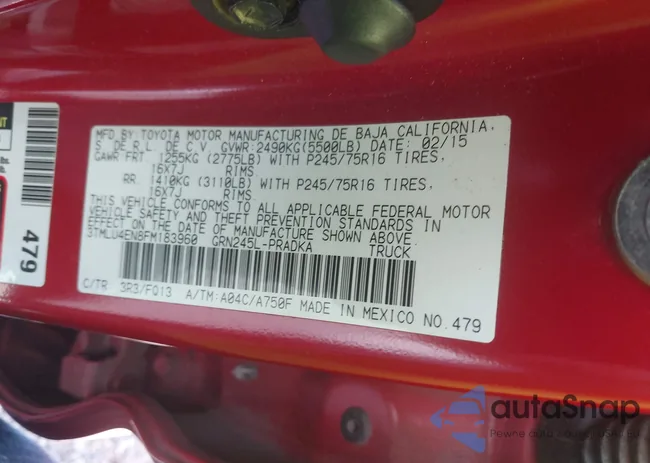 MFD.BY:TOYOTA MOTOR MANUFACTURING DE BAJA CALIFORNIA,
S. DE R.L. DE C.V. GVWR:2490KG(5500LB) DATE: 02/15
GAWR FRT. 1255KG (2775LB) WITH P245/75R16 TIRES,
16X7J RIMS
RR. 1410KG (3110LB) WITH P245/75R16 TIRES,
16X7J RIMS
THIS VEHICLE CONFORMS TO ALL APPLICABLE FEDERAL MOTOR
VEHICLE SAFETY AND THEFT PREVENTION STANDARDS IN
EFFECT ON THE DATE OF MANUFACTURE SHOWN ABOVE.
3TMLU4EN8FM183960 GRN245L-PRADKA TRUCK
C/TR 3R3/FQ13 A/TM:A04C/A750F MADE IN MEXICO NO.479
479
autoSnap